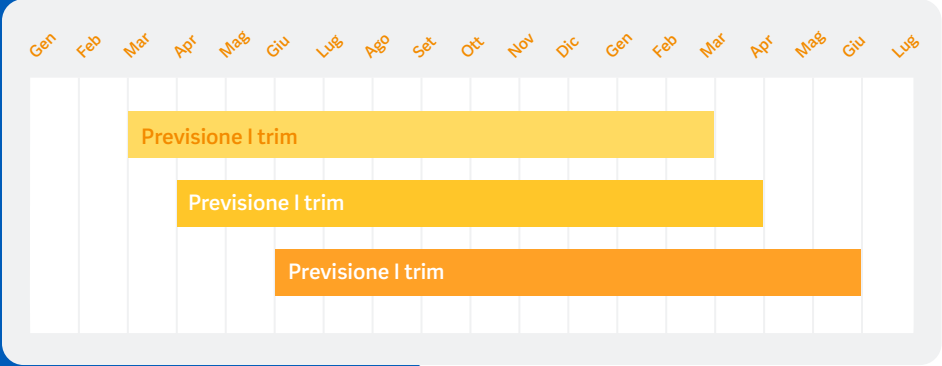 Gen Feb Mar Apr Mag Giu Lug Ago Set Ott Nov Dic Gen Feb Mar Apr Mag Giu Lug
Previsione I trim
Previsione I trim
Previsione I trim